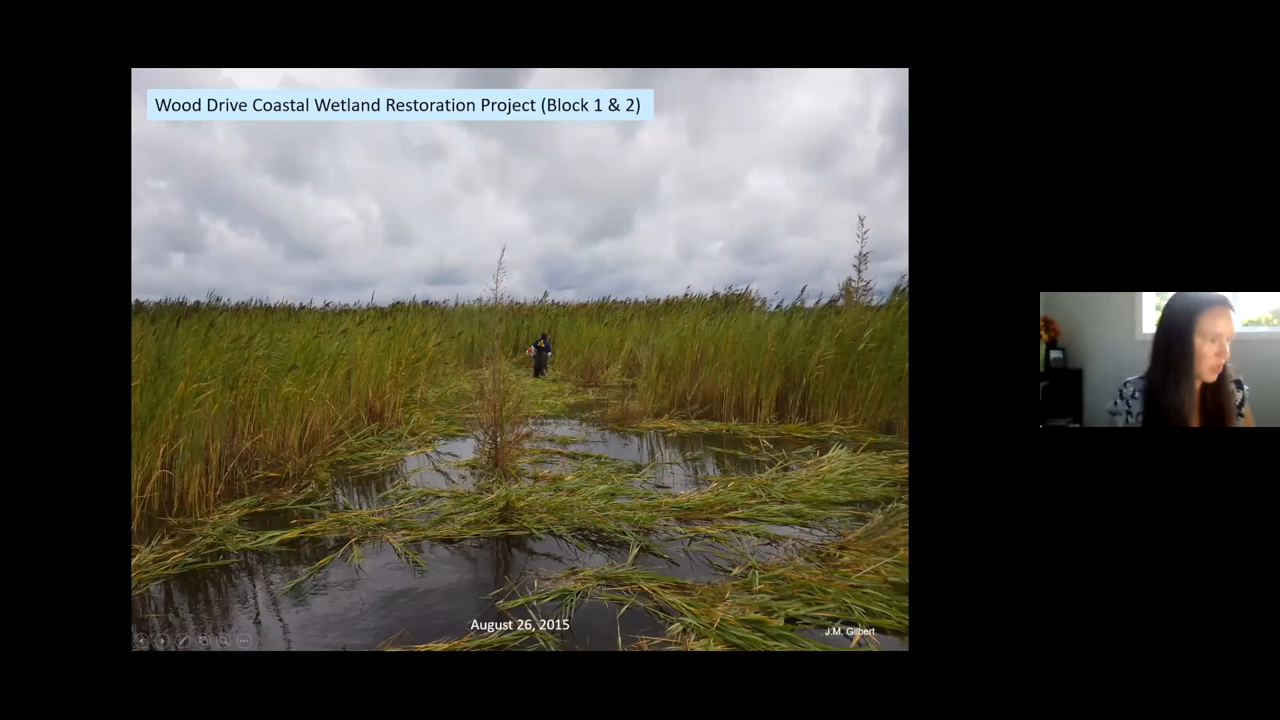 Wood Drive Coastal Wetland Restoration Project (Block 1 & 2)
August 26, 2015
J.M. Gilbert